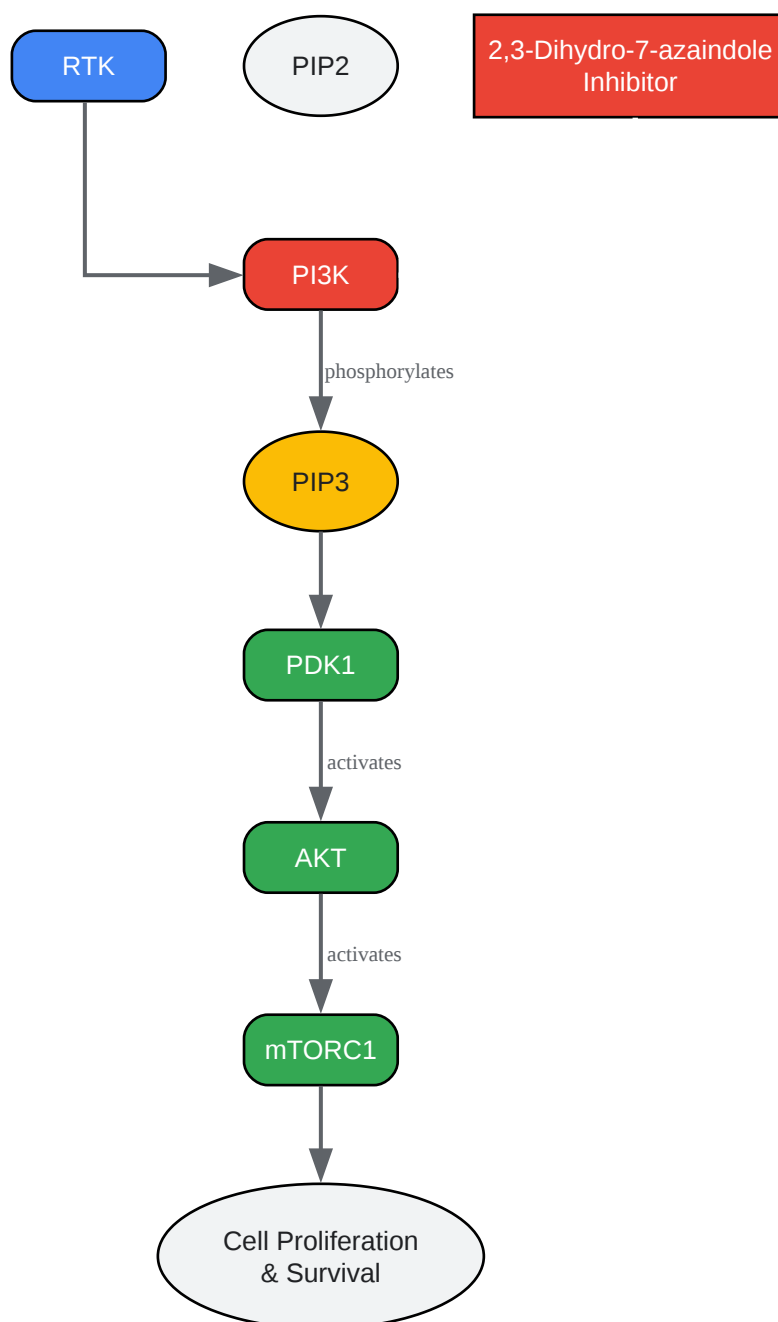 RTK
PIP2
2,3-Dihydro-7-azaindole
Inhibitor
PI3K
phosphorylates
PIP3
PDK1
activates
AKT
activates
mTORC1
Cell Proliferation
& Survival